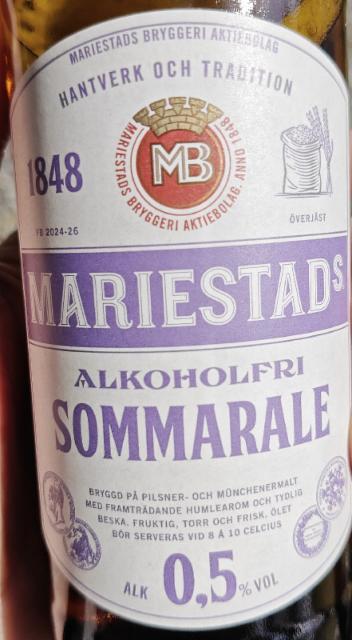 MARIESTADS BRYGGERI AKTIEBOLAG
HANTVERK OCH TRADITION
1848
MB
MARIESTADS BRYGGERI AKTIEBOLAG. ANNO 1848
ÖVERJÄST
FB 2024-26
MARIESTADS
ALKOHOLFRI
SOMMARALE
BRYGGD PÅ PILSNER- OCH MÜNCHENERMALT
MED FRAMTRÄDANDE HUMLEAROM OCH TYDLIG
BESKA. FRUKTIG, TORR OCH FRISK. ÖLET
BÖR SERVERAS VID 8 Á 10 CELCIUS
ALK 0,5% VOL